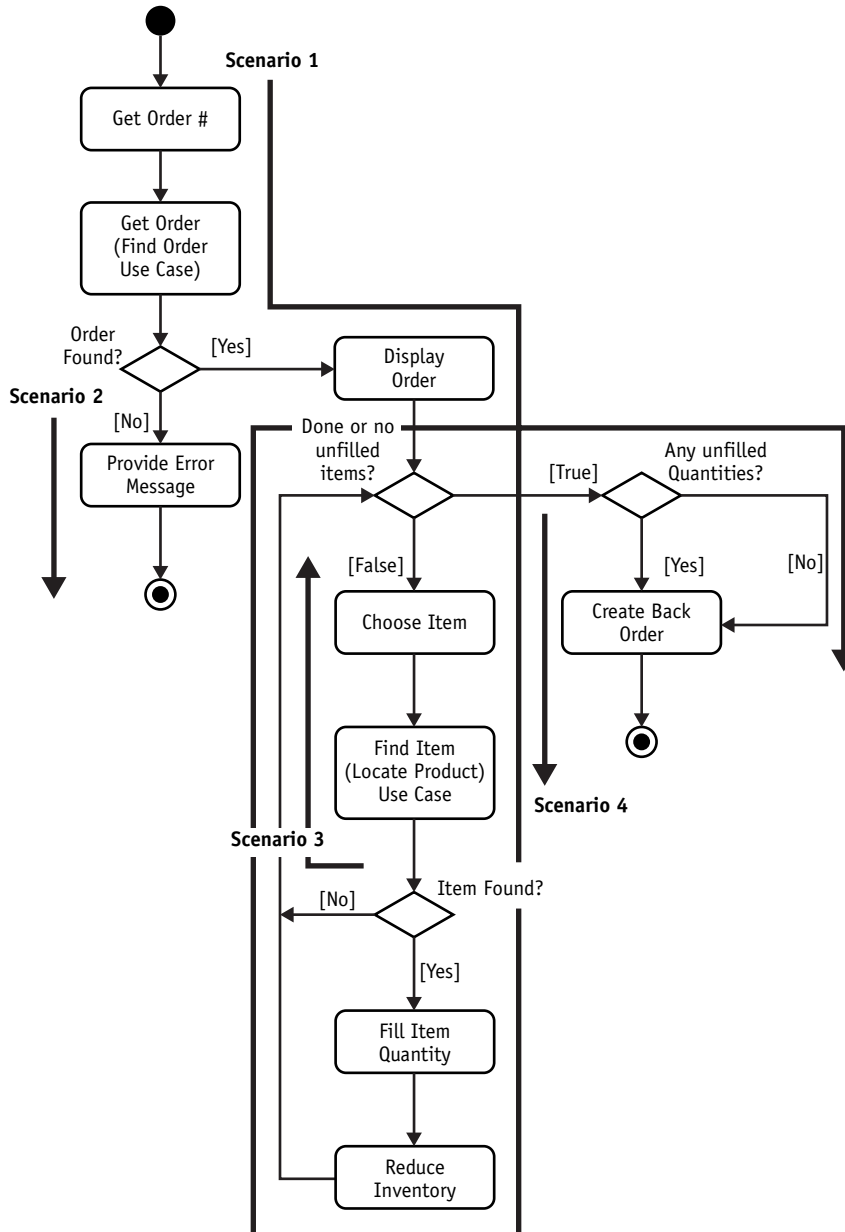 Scenario 1
Get Order #
Get Order
(Find Order
Use Case)
Order
Found?
[Yes]
Display
Order
Scenario 2
[No]
Provide Error
Message
Done or no
unfilled
items?
[True]
Any unfilled
Quantities?
[False]
[Yes]
[No]
Choose Item
Create Back
Order
Find Item
(Locate Product)
Use Case
Scenario 4
Scenario 3
Item Found?
[No]
[Yes]
Fill Item
Quantity
Reduce
Inventory